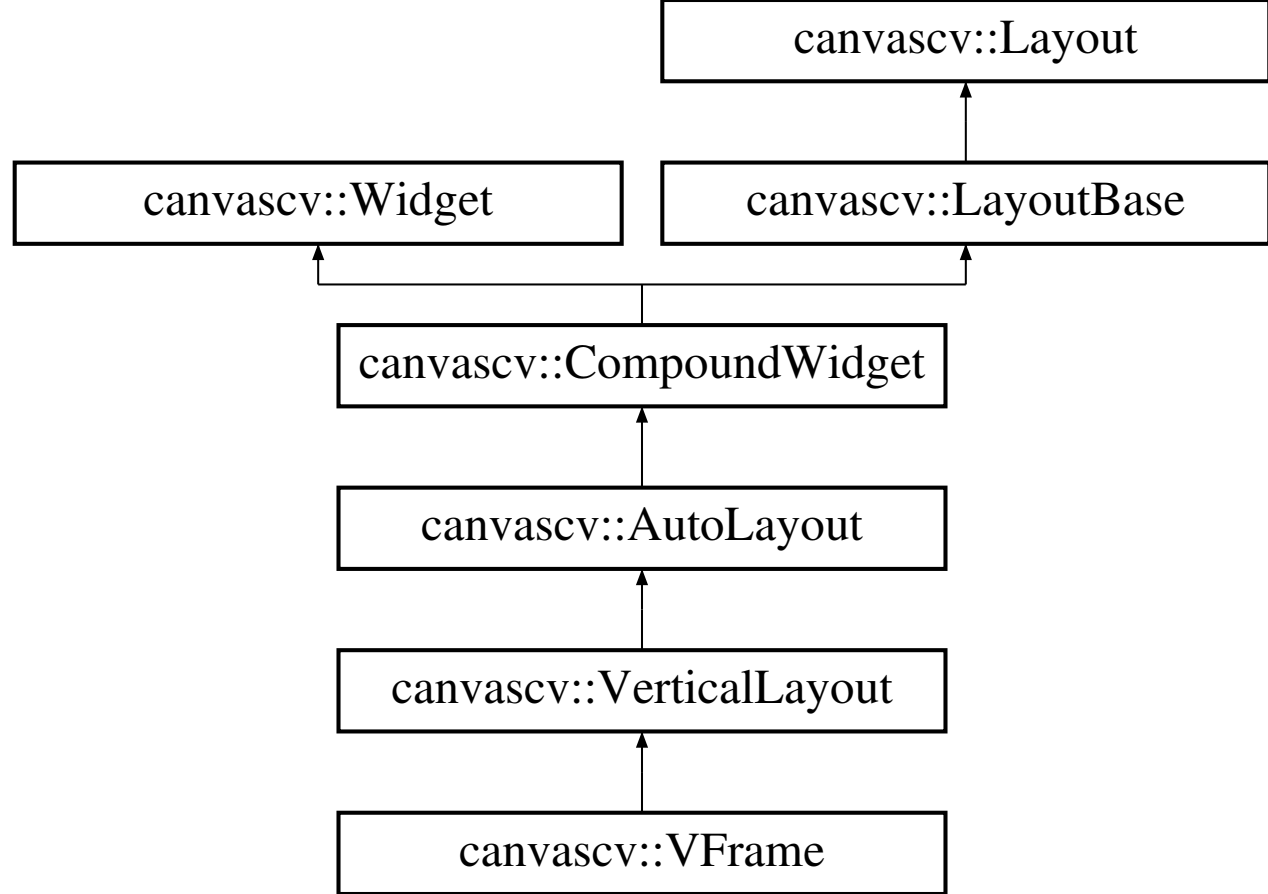 canvascv::Layout
canvascv::Widget
canvascv::LayoutBase
canvascv::CompoundWidget
canvascv::AutoLayout
canvascv::VerticalLayout
canvascv::VFrame